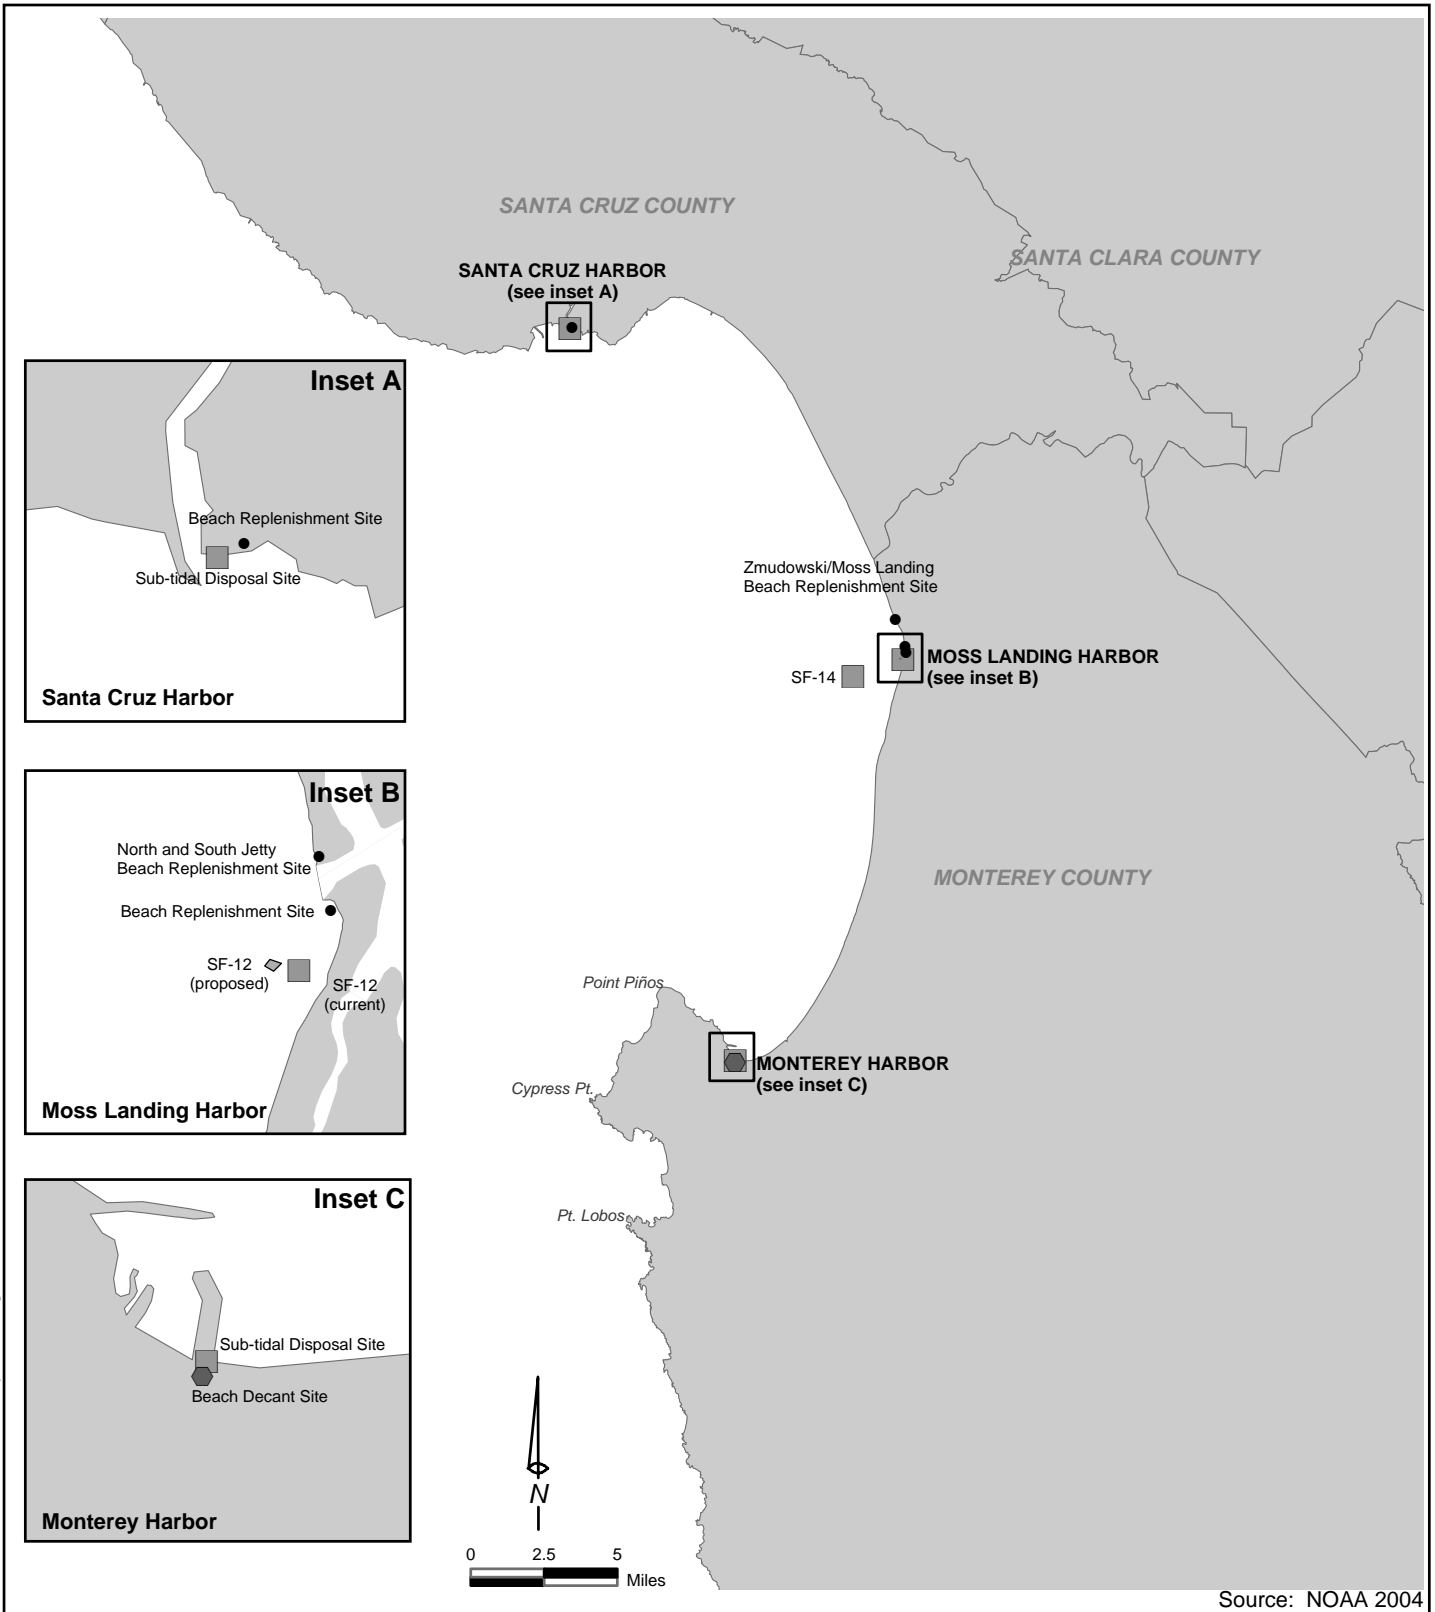 SANTA CRUZ COUNTY
SANTA CLARA COUNTY
SANTA CRUZ HARBOR
(see inset A)
Inset A
Beach Replenishment Site
Sub-tidal Disposal Site
Santa Cruz Harbor
Zmudowski/Moss Landing
Beach Replenishment Site
MOSS LANDING HARBOR
(see inset B)
SF-14
Inset B
North and South Jetty
Beach Replenishment Site
Beach Replenishment Site
SF-12
(proposed)
SF-12
(current)
Moss Landing Harbor
MONTEREY COUNTY
Point Piños
MONTEREY HARBOR
(see inset C)
Cypress Pt.
Pt. Lobos
Inset C
Sub-tidal Disposal Site
Beach Decant Site
Monterey Harbor
N
0 2.5 5
Miles
Source: NOAA 2004